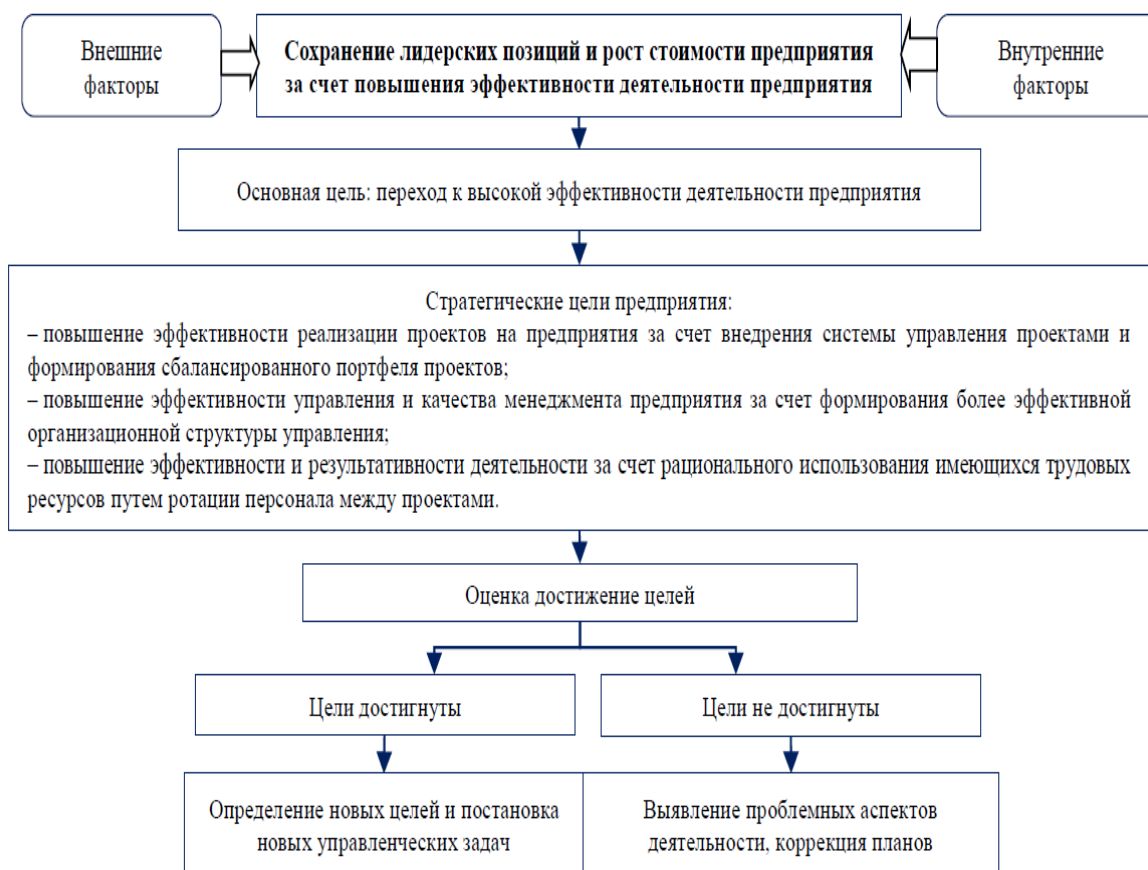 Внешние
факторы
Сохранение лидерских позиций и рост стоимости предприятия
за счет повышения эффективности деятельности предприятия
Внутренние
факторы
Основная цель: переход к высокой эффективности деятельности предприятия
Стратегические цели предприятия:
– повышение эффективности реализации проектов на предприятия за счет внедрения системы управления проектами и
формирования сбалансированного портфеля проектов;
– повышение эффективности управления и качества менеджмента предприятия за счет формирования более эффективной
организационной структуры управления;
– повышение эффективности и результативности деятельности за счет рационального использования имеющихся трудовых
ресурсов путем ротации персонала между проектами.
Оценка достижение целей
Цели достигнуты
Цели не достигнуты
Определение новых целей и постановка
новых управленческих задач
Выявление проблемных аспектов
деятельности, коррекция планов